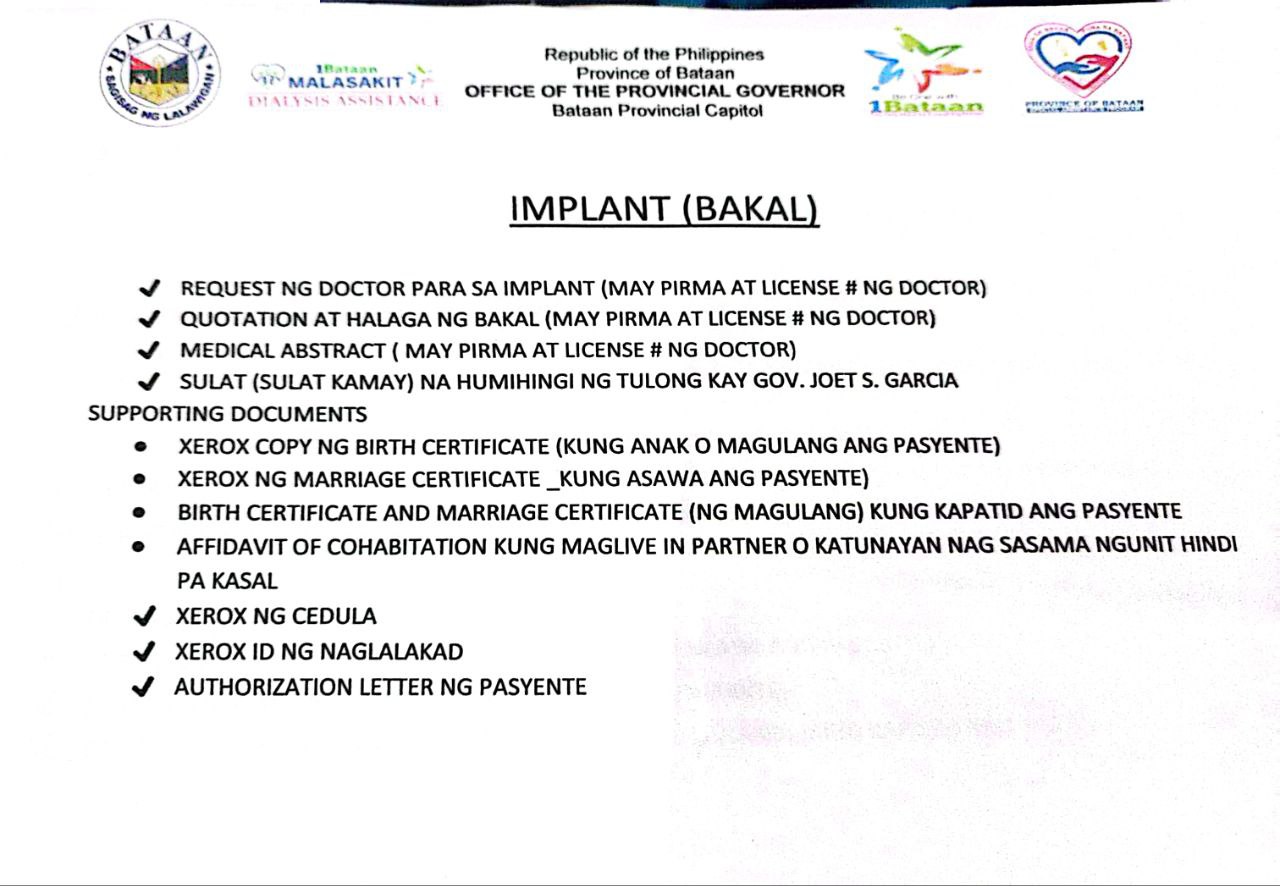 BATAAN
SAGISAG NG LALAWIGAN
1Bataan
MALASAKIT
DIALYSIS ASSISTANCE
Republic of the Philippines
Province of Bataan
OFFICE OF THE PROVINCIAL GOVERNOR
Bataan Provincial Capitol
1Bataan
PROVINCE OF BATAAN
SPECIAL ASSISTANCE PROGRAM
IMPLANT (BAKAL)
✔ REQUEST NG DOCTOR PARA SA IMPLANT (MAY PIRMA AT LICENSE # NG DOCTOR)
✔ QUOTATION AT HALAGA NG BAKAL (MAY PIRMA AT LICENSE # NG DOCTOR)
✔ MEDICAL ABSTRACT ( MAY PIRMA AT LICENSE # NG DOCTOR)
✔ SULAT (SULAT KAMAY) NA HUMIHINGI NG TULONG KAY GOV. JOET S. GARCIA
SUPPORTING DOCUMENTS
• XEROX COPY NG BIRTH CERTIFICATE (KUNG ANAK O MAGULANG ANG PASYENTE)
• XEROX NG MARRIAGE CERTIFICATE _KUNG ASAWA ANG PASYENTE)
• BIRTH CERTIFICATE AND MARRIAGE CERTIFICATE (NG MAGULANG) KUNG KAPATID ANG PASYENTE
• AFFIDAVIT OF COHABITATION KUNG MAGLIVE IN PARTNER O KATUNAYAN NAG SASAMA NGUNIT HINDI
PA KASAL
✔ XEROX NG CEDULA
✔ XEROX ID NG NAGLALAKAD
✔ AUTHORIZATION LETTER NG PASYENTE